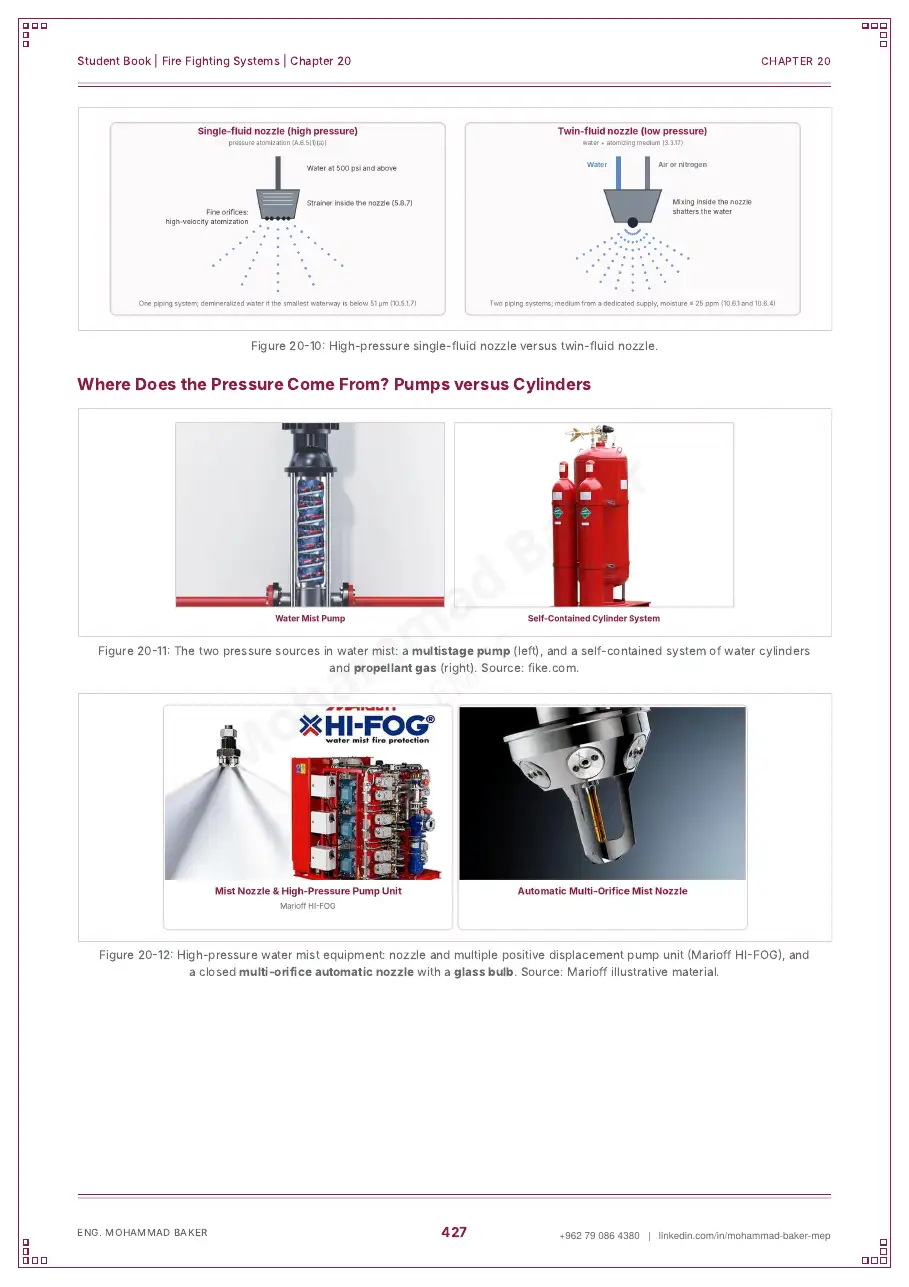 Student Book | Fire Fighting Systems | Chapter 20
CHAPTER 20
Single-fluid nozzle (high pressure)
pressure atomization (A.6.5(1)(a))
Water at 500 psi and above
Strainer inside the nozzle (5.8.7)
Fine orifices:
high-velocity atomization
One piping system; demineralized water if the smallest waterway is below 51 µm (10.5.1.7)
Twin-fluid nozzle (low pressure)
water + atomizing medium (3.3.17)
Water
Air or nitrogen
Mixing inside the nozzle
shatters the water
Two piping systems; medium from a dedicated supply, moisture ≤ 25 ppm (10.6.1 and 10.6.4)
Figure 20-10: High-pressure single-fluid nozzle versus twin-fluid nozzle.
Where Does the Pressure Come From? Pumps versus Cylinders
Water Mist Pump
Self-Contained Cylinder System
Figure 20-11: The two pressure sources in water mist: a multistage pump (left), and a self-contained system of water cylinders
and propellant gas (right). Source: fike.com.
HI-FOG®
water mist fire protection
Mist Nozzle & High-Pressure Pump Unit
Marioff HI-FOG
Automatic Multi-Orifice Mist Nozzle
Figure 20-12: High-pressure water mist equipment: nozzle and multiple positive displacement pump unit (Marioff HI-FOG), and
a closed multi-orifice automatic nozzle with a glass bulb. Source: Marioff illustrative material.
Mohammad Baker
ENG. MOHAMMAD BAKER
427
+962 79 086 4380 | linkedin.com/in/mohammad-baker-mep